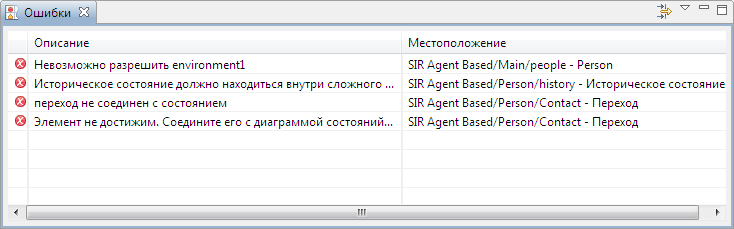 Ошибки
Описание Местоположение
Невозможно разрешить environment1 SIR Agent Based/Main/people - Person
Историческое состояние должно находиться внутри сложного ... SIR Agent Based/Person/history - Историческое состояние
переход не соединен с состоянием SIR Agent Based/Person/Contact - Переход
Элемент не достижим. Соедините его с диаграммой состояний... SIR Agent Based/Person/Contact - Переход